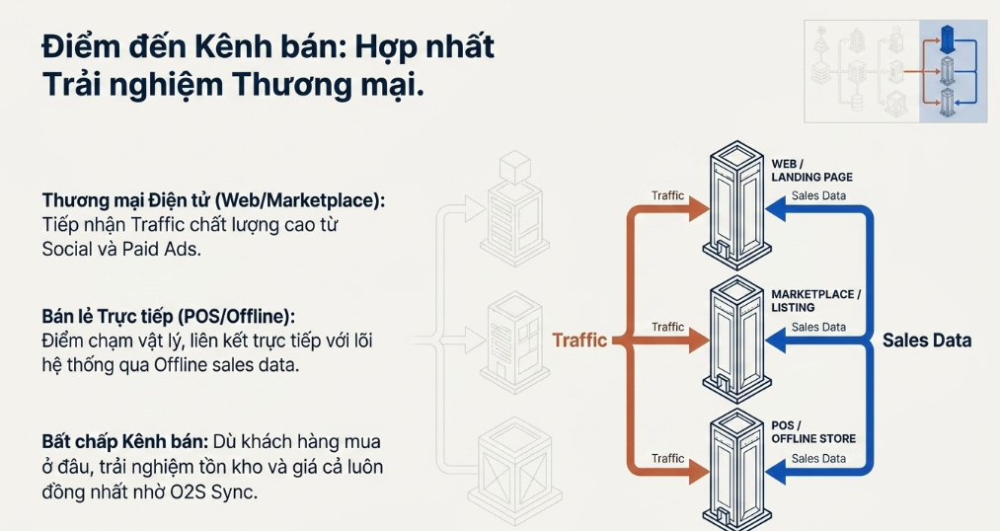 Điểm đến Kênh bán: Hợp nhất
Trải nghiệm Thương mại.
Thương mại Điện tử (Web/Marketplace):
Tiếp nhận Traffic chất lượng cao từ
Social và Paid Ads.
Bán lẻ Trực tiếp (POS/Offline):
Điểm chạm vật lý, liên kết trực tiếp với lõi
hệ thống qua Offline sales data.
Bất chấp Kênh bán: Dù khách hàng mua
ở đâu, trải nghiệm tồn kho và giá cả luôn
đồng nhất nhờ O2S Sync.
Traffic
Traffic
WEB /
LANDING PAGE
Sales Data
Traffic
MARKETPLACE /
LISTING
Sales Data
Sales Data
Traffic
POS /
OFFLINE STORE
Sales Data